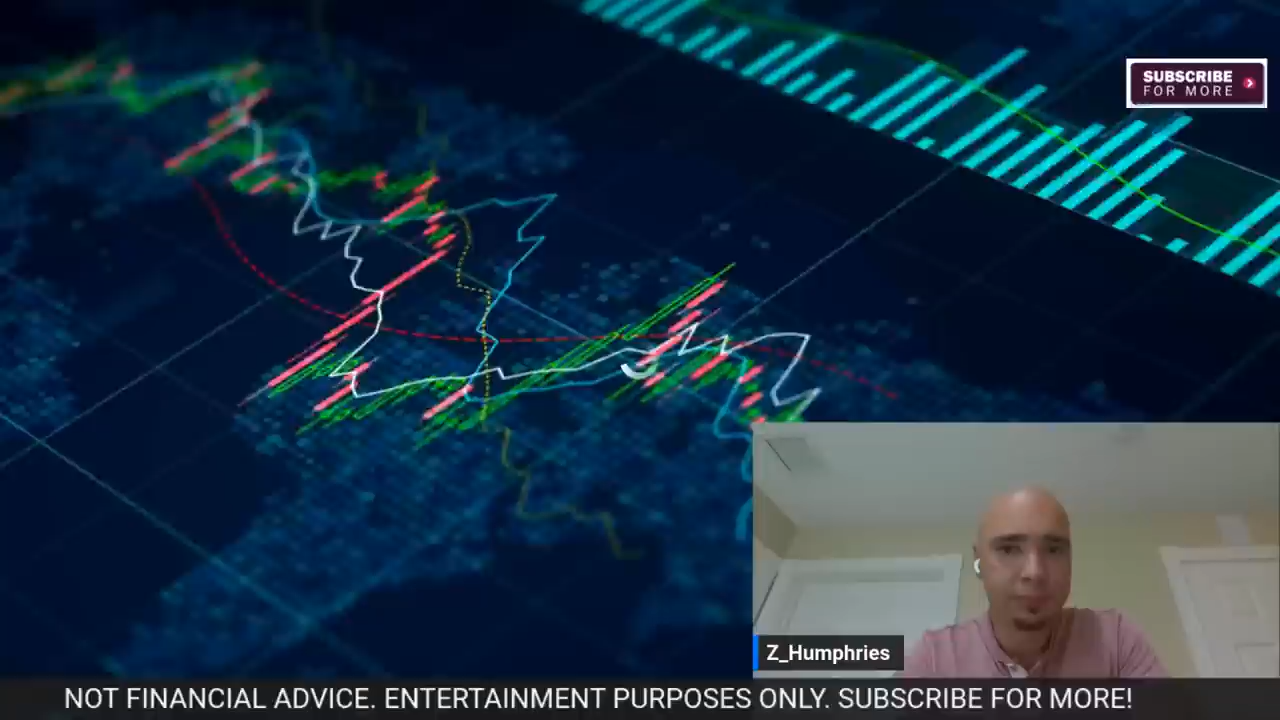 SUBSCRIBE
FOR MORE
Z_Humphries
NOT FINANCIAL ADVICE. ENTERTAINMENT PURPOSES ONLY. SUBSCRIBE FOR MORE!